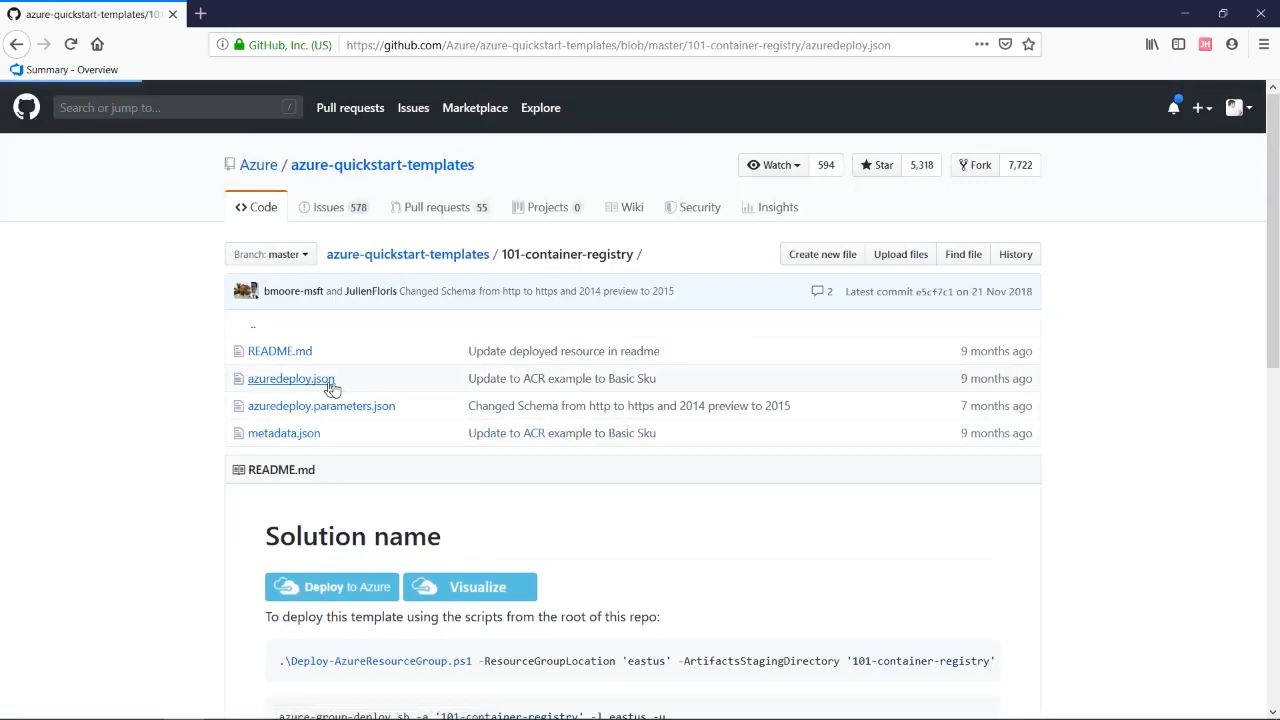 azure-quickstart-templates/10
GitHub, Inc. (US) https://github.com/Azure/azure-quickstart-templates/blob/master/101-container-registry/azuredeploy.json
JH
Summary - Overview
Search or jump to... /
Pull requests Issues Marketplace Explore
Azure / azure-quickstart-templates
Watch 594 Star 5,318 Fork 7,722
Code Issues 578 Pull requests 55 Projects 0 Wiki Security Insights
Branch: master azure-quickstart-templates / 101-container-registry / Create new file Upload files Find file History
bmoore-msft and JulienFloris Changed Schema from http to https and 2014 preview to 2015 2 Latest commit e5cf7c1 on 21 Nov 2018
..
README.md Update deployed resource in readme 9 months ago
azuredeploy.json Update to ACR example to Basic Sku 9 months ago
azuredeploy.parameters.json Changed Schema from http to https and 2014 preview to 2015 7 months ago
metadata.json Update to ACR example to Basic Sku 9 months ago
README.md
Solution name
Deploy to Azure Visualize
To deploy this template using the scripts from the root of this repo:
.\Deploy-AzureResourceGroup.ps1 -ResourceGroupLocation 'eastus' -ArtifactsStagingDirectory '101-container-registry'
azure-group-deploy.sh -a '101-container-registry' -l eastus -u